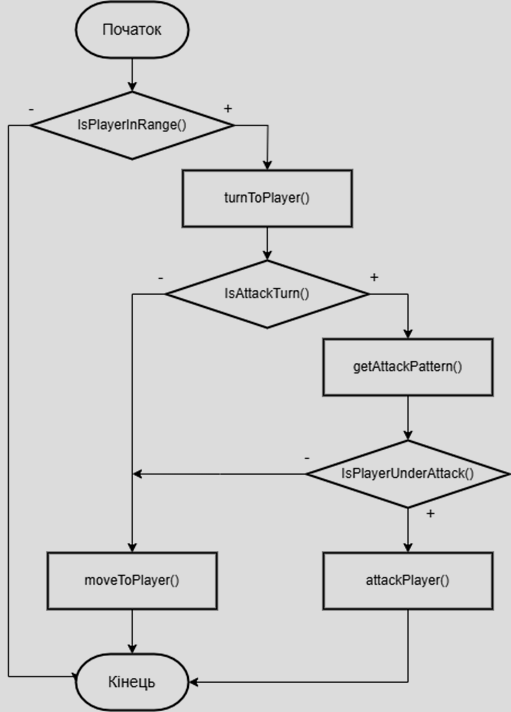 Початок
-
+
IsPlayerInRange()
turnToPlayer()
-
+
IsAttackTurn()
getAttackPattern()
-
IsPlayerUnderAttack()
+
moveToPlayer()
attackPlayer()
Кінець